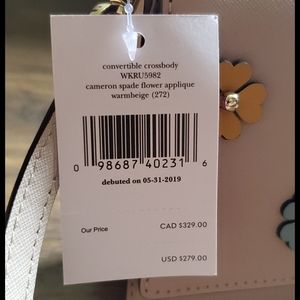 convertible crossbody
WKRU5982
cameron spade flower applique
warmbeige (272)
0 98687 40231 6
debuted on 05-31-2019
Our Price
CAD $329.00
USD $279.00